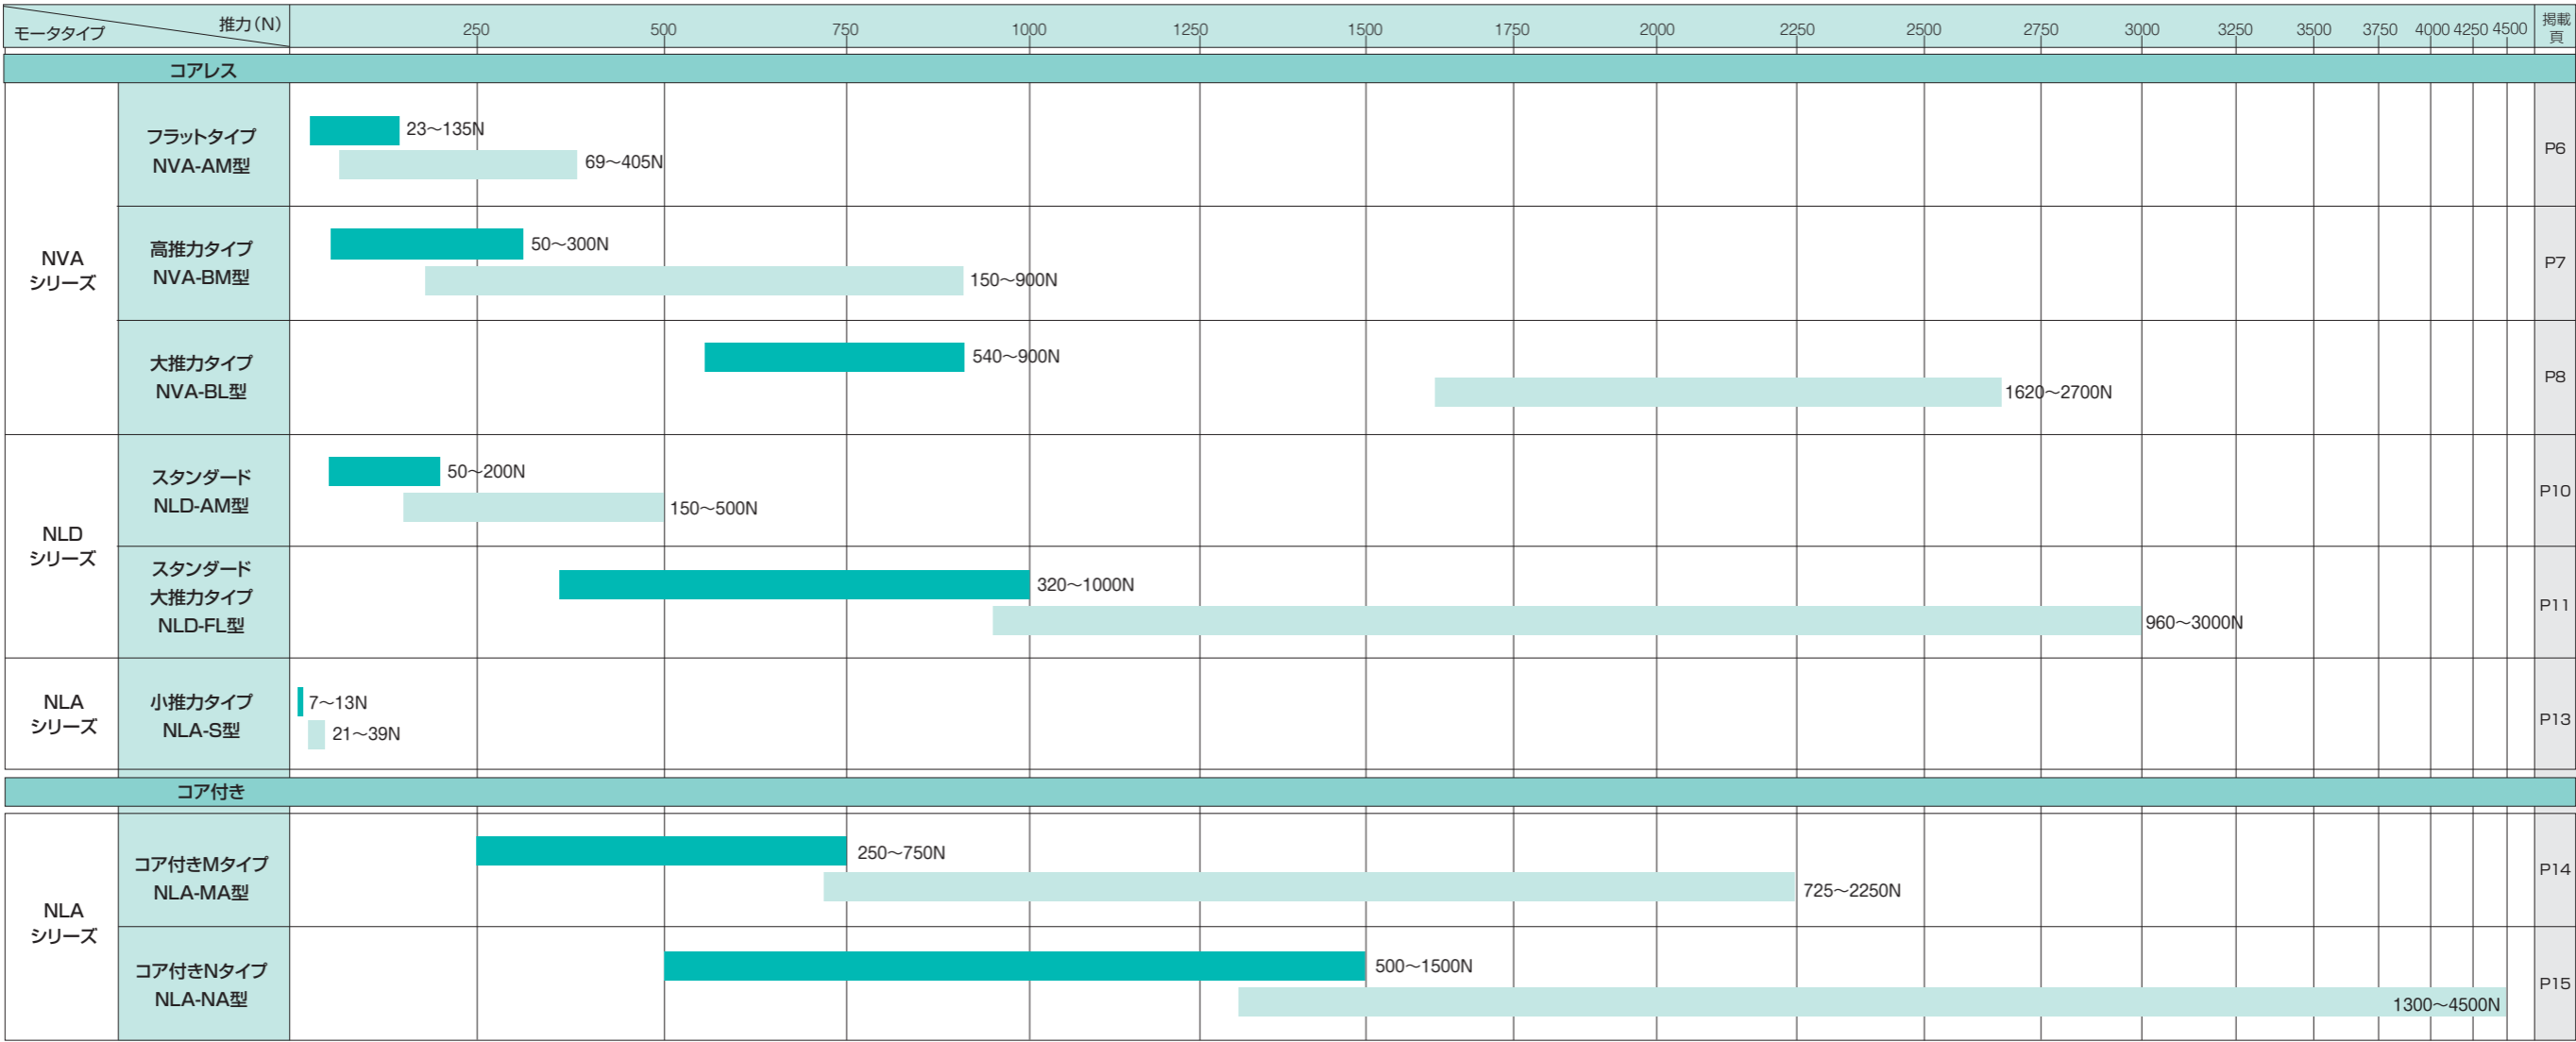 推力(N)
モータタイプ
250 500 750 1000 1250 1500 1750 2000 2250 2500 2750 3000 3250 3500 3750 4000 4250 4500
掲載
頁
コアレス
NVA
シリーズ
フラットタイプ
NVA-AM型
23～135N
69～405N
P6
高推力タイプ
NVA-BM型
50～300N
150～900N
P7
大推力タイプ
NVA-BL型
540～900N
1620～2700N
P8
NLD
シリーズ
スタンダード
NLD-AM型
50～200N
150～500N
P10
スタンダード
大推力タイプ
NLD-FL型
320～1000N
960～3000N
P11
NLA
シリーズ
小推力タイプ
NLA-S型
7～13N
21～39N
P13
コア付き
NLA
シリーズ
コア付きMタイプ
NLA-MA型
250～750N
725～2250N
P14
コア付きNタイプ
NLA-NA型
500～1500N
1300～4500N
P15